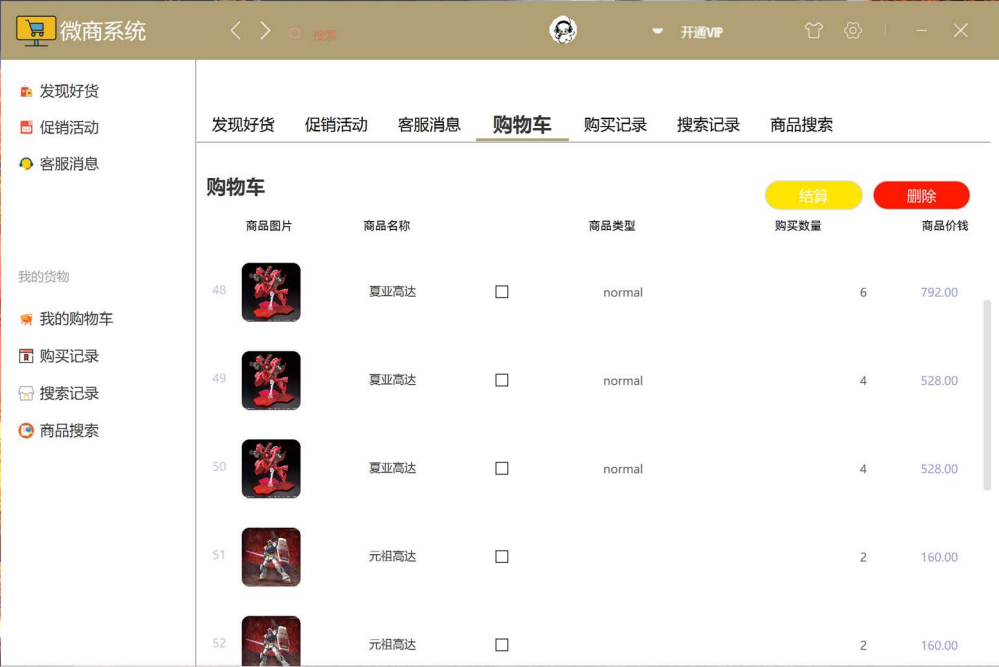 微商系统
搜索
开通VIP
发现好货
促销活动
客服消息
我的货物
我的购物车
购买记录
搜索记录
商品搜索
发现好货 促销活动 客服消息 购物车 购买记录 搜索记录 商品搜索
购物车
结算 删除
商品图片 商品名称 商品类型 购买数量 商品价钱
48 夏亚高达 normal 6 792.00
49 夏亚高达 normal 4 528.00
50 夏亚高达 normal 4 528.00
51 元祖高达 2 160.00
52 元祖高达 2 160.00